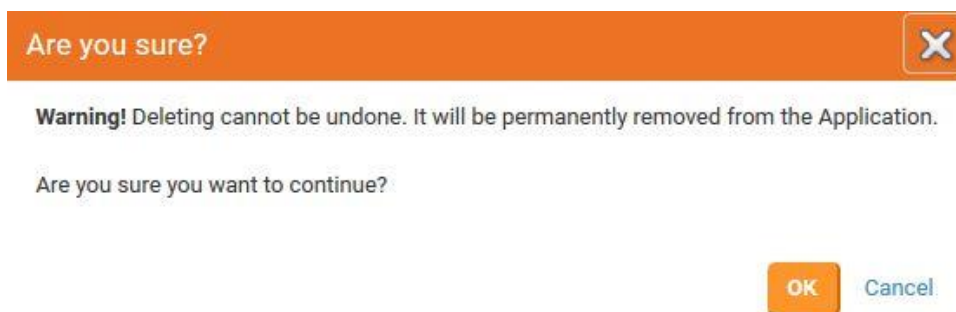 Are you sure?
Warning! Deleting cannot be undone. It will be permanently removed from the Application.
Are you sure you want to continue?
OK Cancel